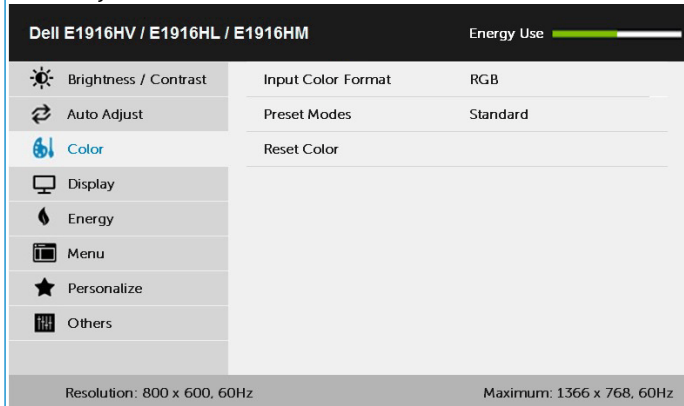 Dell E1916HV / E1916HL / E1916HM Energy Use
Brightness / Contrast Input Color Format RGB
Auto Adjust Preset Modes Standard
Color Reset Color
Display
Energy
Menu
Personalize
Others
Resolution: 800 x 600, 60Hz Maximum: 1366 x 768, 60Hz